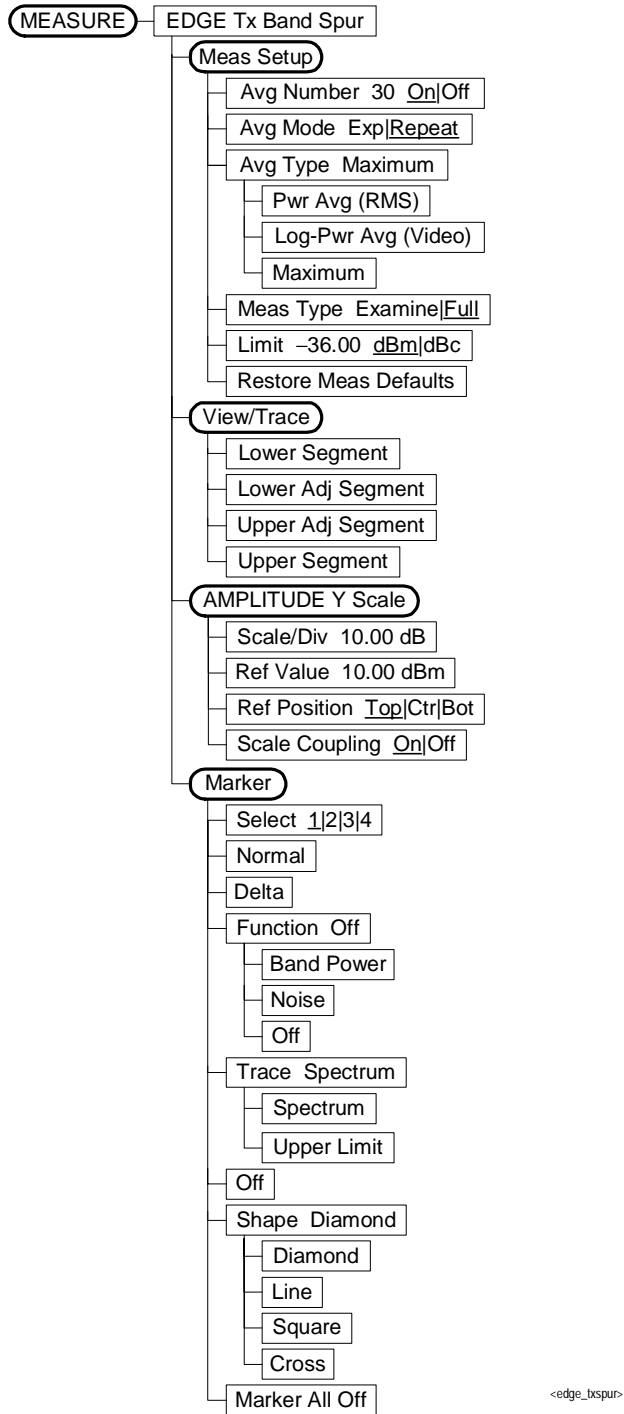 MEASURE EDGE Tx Band Spur
Meas Setup
Avg Number 30 On|Off
Avg Mode Exp|Repeat
Avg Type Maximum
Pwr Avg (RMS)
Log-Pwr Avg (Video)
Maximum
Meas Type Examine|Full
Limit −36.00 dBm|dBc
Restore Meas Defaults
View/Trace
Lower Segment
Lower Adj Segment
Upper Adj Segment
Upper Segment
AMPLITUDE Y Scale
Scale/Div 10.00 dB
Ref Value 10.00 dBm
Ref Position Top|Ctr|Bot
Scale Coupling On|Off
Marker
Select 1|2|3|4
Normal
Delta
Function Off
Band Power
Noise
Off
Trace Spectrum
Spectrum
Upper Limit
Off
Shape Diamond
Diamond
Line
Square
Cross
Marker All Off
<edge_txspur>